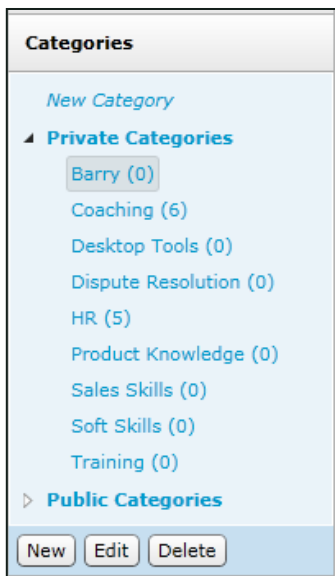 Categories
New Category
Private Categories
Barry (0)
Coaching (6)
Desktop Tools (0)
Dispute Resolution (0)
HR (5)
Product Knowledge (0)
Sales Skills (0)
Soft Skills (0)
Training (0)
Public Categories
New Edit Delete